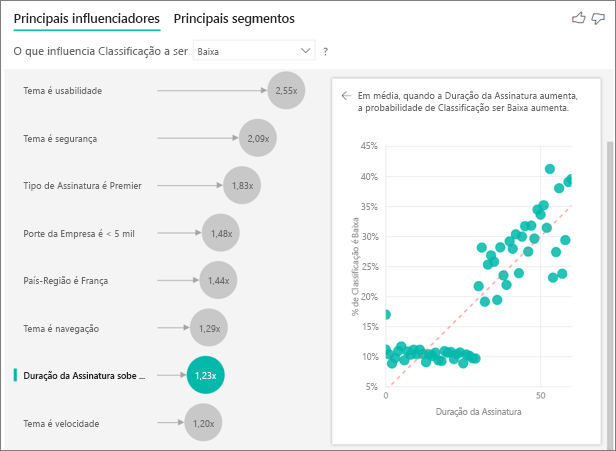 Principais influenciadores Principais segmentos
O que influencia Classificação a ser Baixa ?
Tema é usabilidade 2,55x
Tema é segurança 2,09x
Tipo de Assinatura é Premier 1,83x
Porte da Empresa é < 5 mil 1,48x
País-Região é França 1,44x
Tema é navegação 1,29x
Duração da Assinatura sobe ... 1,23x
Tema é velocidade 1,20x
Em média, quando a Duração da Assinatura aumenta,
a probabilidade de Classificação ser Baixa aumenta.
% de Classificação é Baixa
45%
40%
35%
30%
25%
20%
15%
10%
5%
0 50
Duração da Assinatura